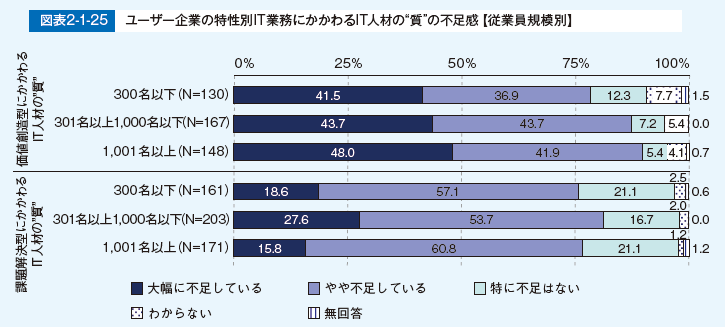 図表2-1-25 ユーザー企業の特性別IT業務にかかわるIT人材の“質”の不足感【従業員規模別】
0% 25% 50% 75% 100%
価値創造型にかかわる
IT人材の“質”
300名以下(N=130) 41.5 36.9 12.3 7.7 1.5
301名以上1,000名以下(N=167) 43.7 43.7 7.2 5.4 0.0
1,001名以上(N=148) 48.0 41.9 5.4 4.1 0.7
課題解決型にかかわる
IT人材の“質”
300名以下(N=161) 18.6 57.1 21.1 2.5 0.6
301名以上1,000名以下(N=203) 27.6 53.7 16.7 2.0 0.0
1,001名以上(N=171) 15.8 60.8 21.1 1.2 1.2
大幅に不足している やや不足している 特に不足はない
わからない 無回答